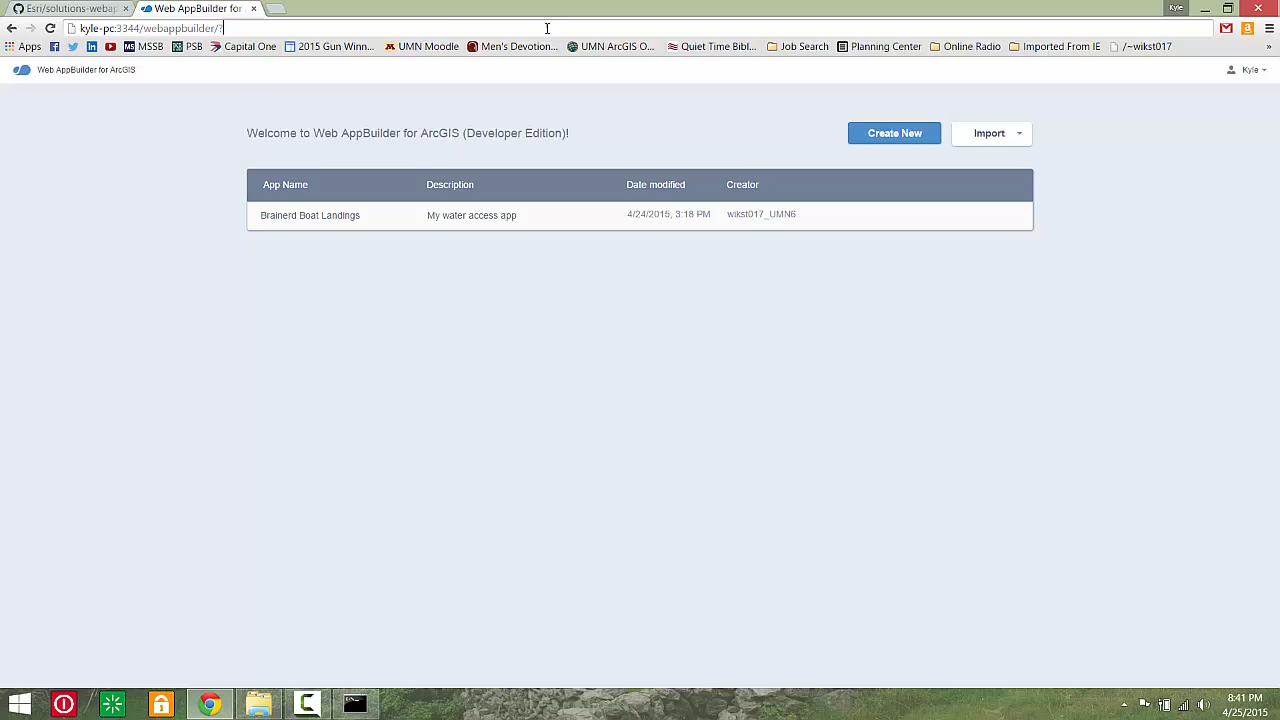 Esri/solutions-webap
Web AppBuilder for
Kyle
kyle-pc:3344/webappbuilder/?
Apps
MSSB
PSB
Capital One
2015 Gun Winn...
UMN Moodle
Men's Devotion...
UMN ArcGIS O...
Quiet Time Bibl...
Job Search
Planning Center
Online Radio
Imported From IE
/~wikst017
»
Web AppBuilder for ArcGIS
Kyle
Welcome to Web AppBuilder for ArcGIS (Developer Edition)!
Create New
Import
App Name Description Date modified Creator
Brainerd Boat Landings My water access app 4/24/2015, 3:18 PM wikst017_UMN6
8:41 PM
4/25/2015